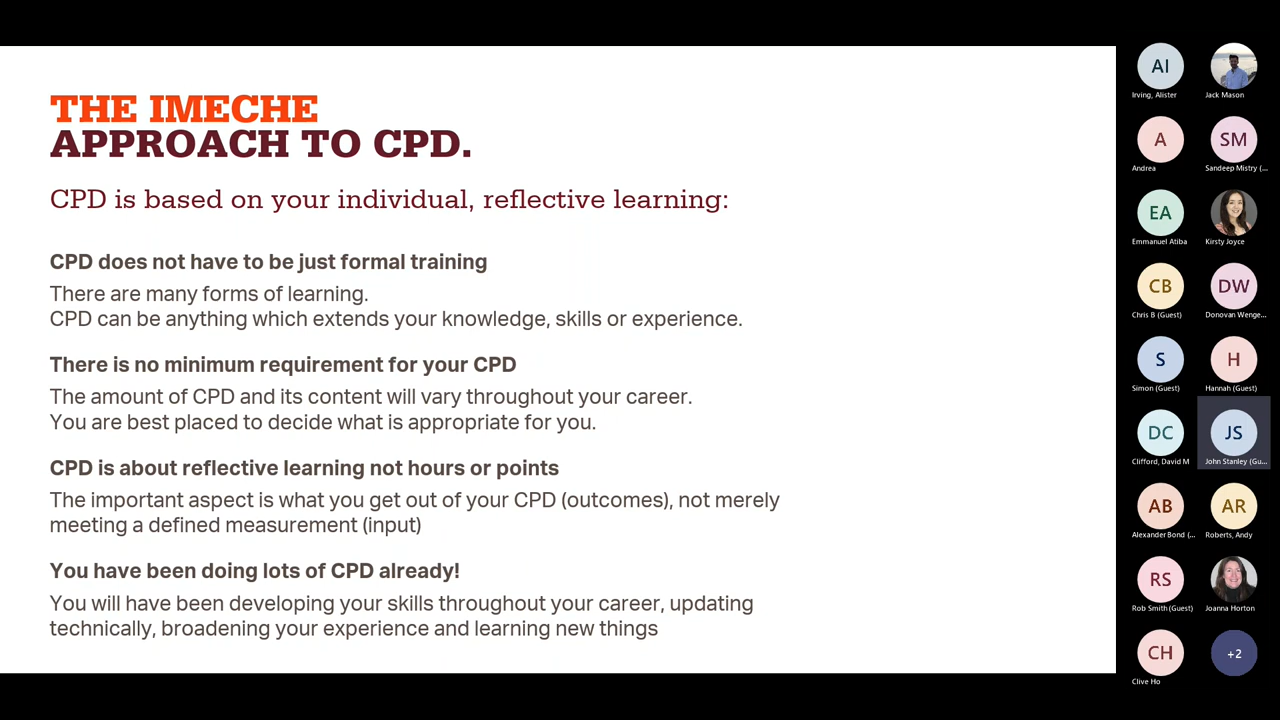 THE IMECHE
APPROACH TO CPD.
CPD is based on your individual, reflective learning:
CPD does not have to be just formal training
There are many forms of learning.
CPD can be anything which extends your knowledge, skills or experience.
There is no minimum requirement for your CPD
The amount of CPD and its content will vary throughout your career.
You are best placed to decide what is appropriate for you.
CPD is about reflective learning not hours or points
The important aspect is what you get out of your CPD (outcomes), not merely
meeting a defined measurement (input)
You have been doing lots of CPD already!
You will have been developing your skills throughout your career, updating
technically, broadening your experience and learning new things
AI
Irving, Alister
Jack Mason
A
Andrea
SM
Sandeep Mistry (...
EA
Emmanuel Atiba
Kirsty Joyce
CB
Chris B (Guest)
DW
Donovan Wenge...
S
Simon (Guest)
H
Hannah (Guest)
DC
Clifford, David M
JS
John Stanley (Gu...
AB
Alexander Bond (...
AR
Roberts, Andy
RS
Rob Smith (Guest)
Joanna Horton
CH
Clive Ho
+2